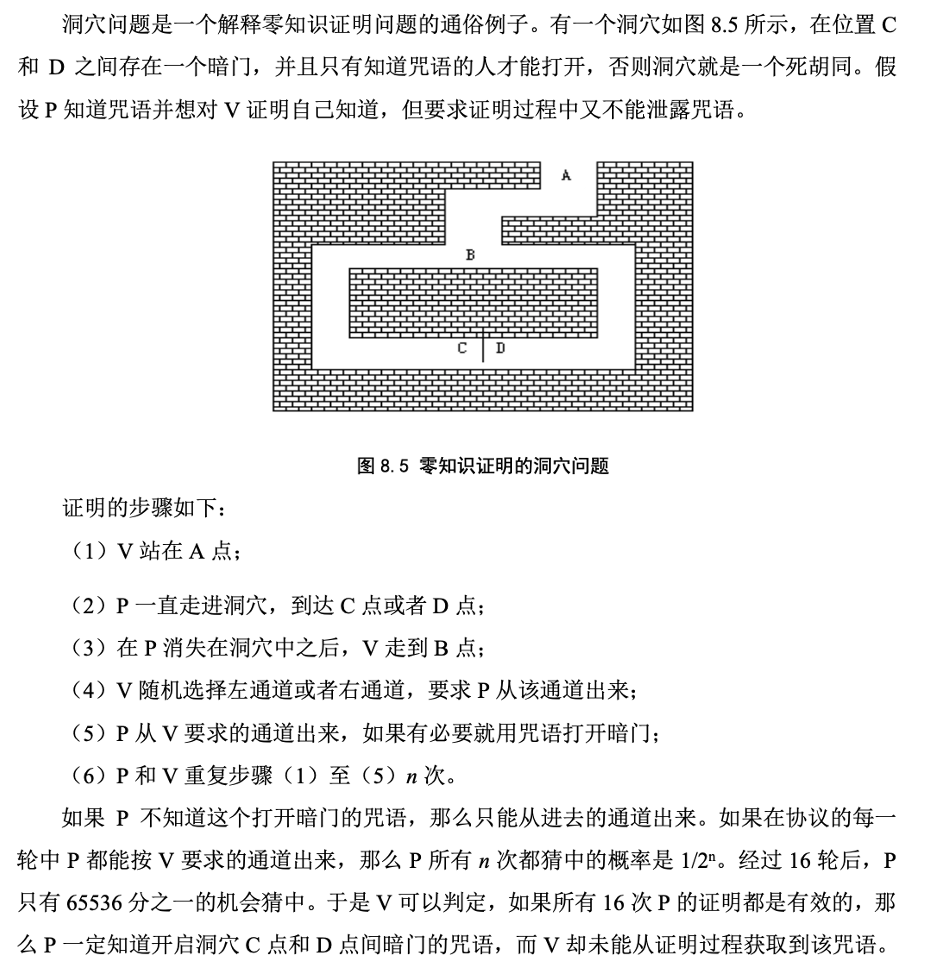 洞穴问题是一个解释零知识证明问题的通俗例子。有一个洞穴如图 8.5 所示，在位置 C
和 D 之间存在一个暗门，并且只有知道咒语的人才能打开，否则洞穴就是一个死胡同。假
设 P 知道咒语并想对 V 证明自己知道，但要求证明过程中又不能泄露咒语。
A
B
C D
图 8.5 零知识证明的洞穴问题
证明的步骤如下：
（1）V 站在 A 点；
（2）P 一直走进洞穴，到达 C 点或者 D 点；
（3）在 P 消失在洞穴中之后，V 走到 B 点；
（4）V 随机选择左通道或者右通道，要求 P 从该通道出来；
（5）P 从 V 要求的通道出来，如果有必要就用咒语打开暗门；
（6）P 和 V 重复步骤（1）至（5）n 次。
如果 P 不知道这个打开暗门的咒语，那么只能从进去的通道出来。如果在协议的每一
轮中 P 都能按 V 要求的通道出来，那么 P 所有 n 次都猜中的概率是 1/2ⁿ。经过 16 轮后，P
只有 65536 分之一的机会猜中。于是 V 可以判定，如果所有 16 次 P 的证明都是有效的，那
么 P 一定知道开启洞穴 C 点和 D 点间暗门的咒语，而 V 却未能从证明过程获取到该咒语。